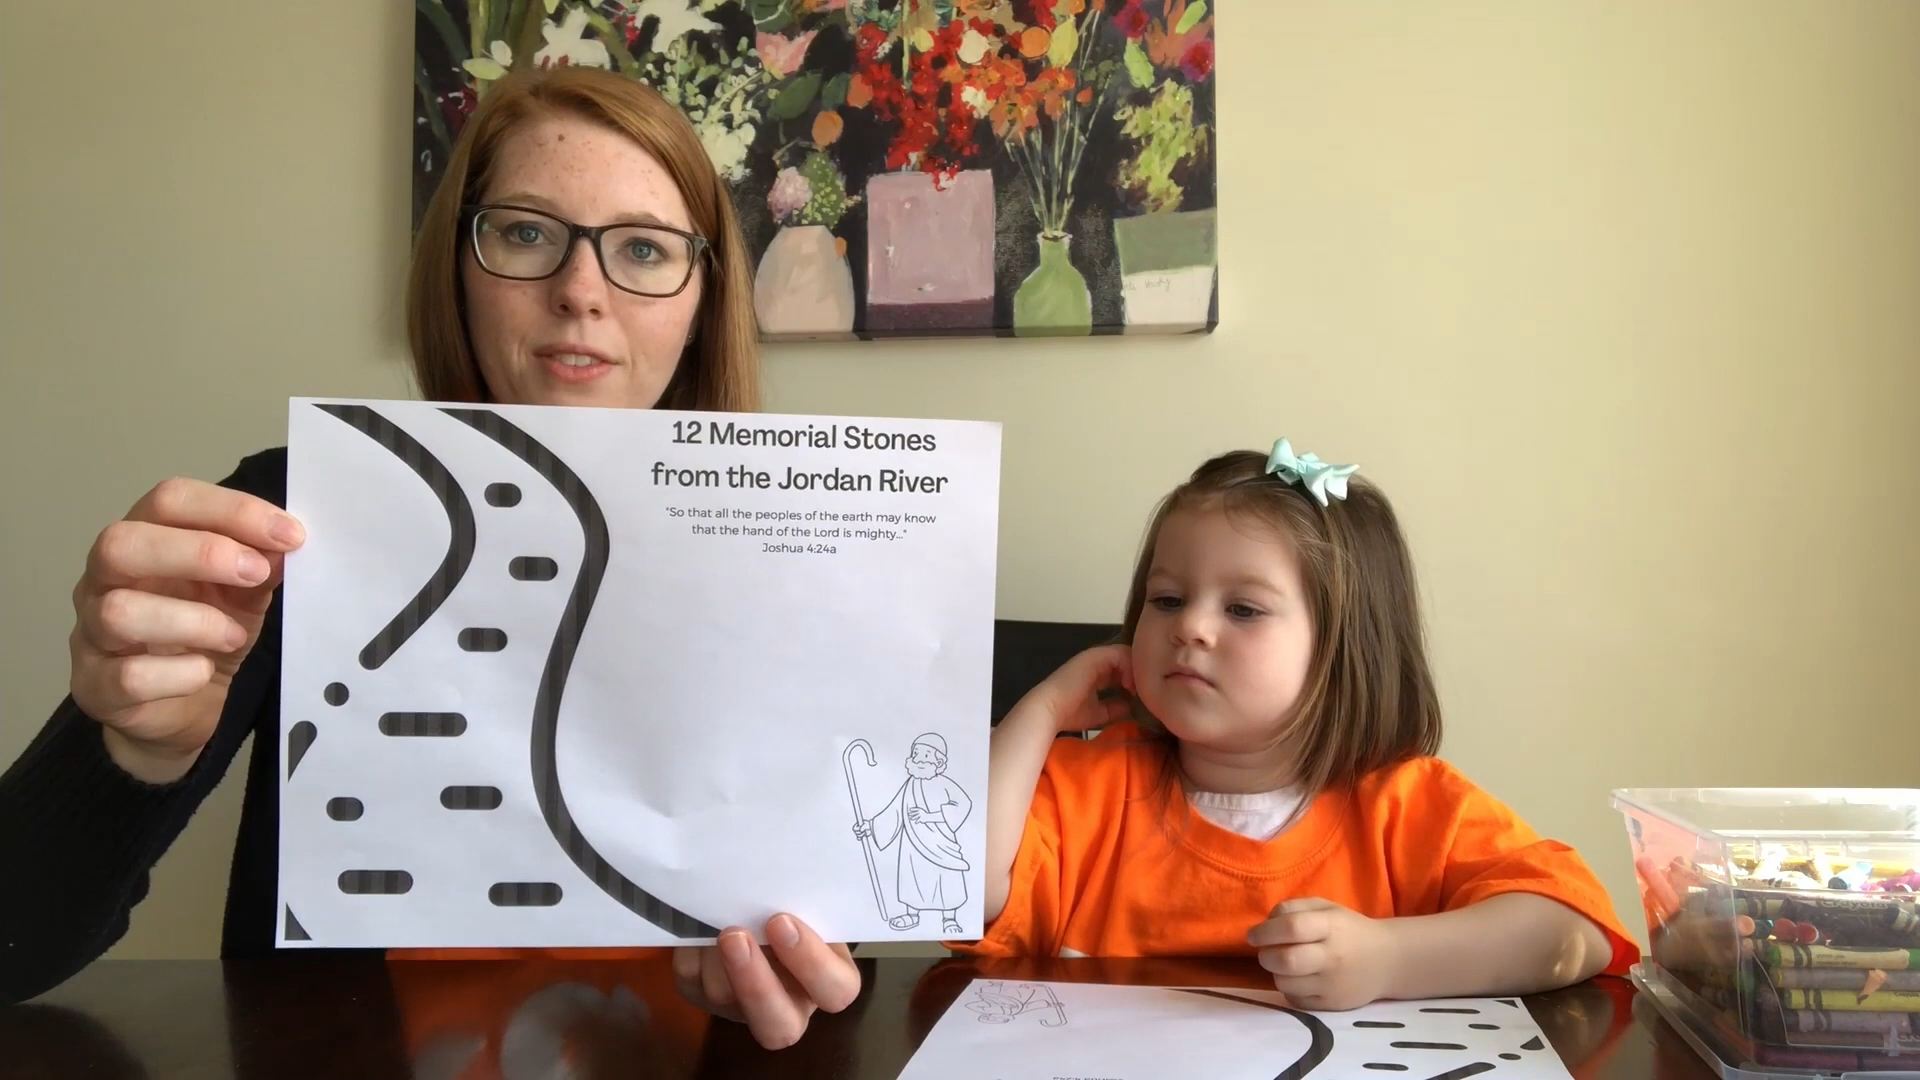 12 Memorial Stones
from the Jordan River
"So that all the peoples of the earth may know
that the hand of the Lord is mighty..."
Joshua 4:24a